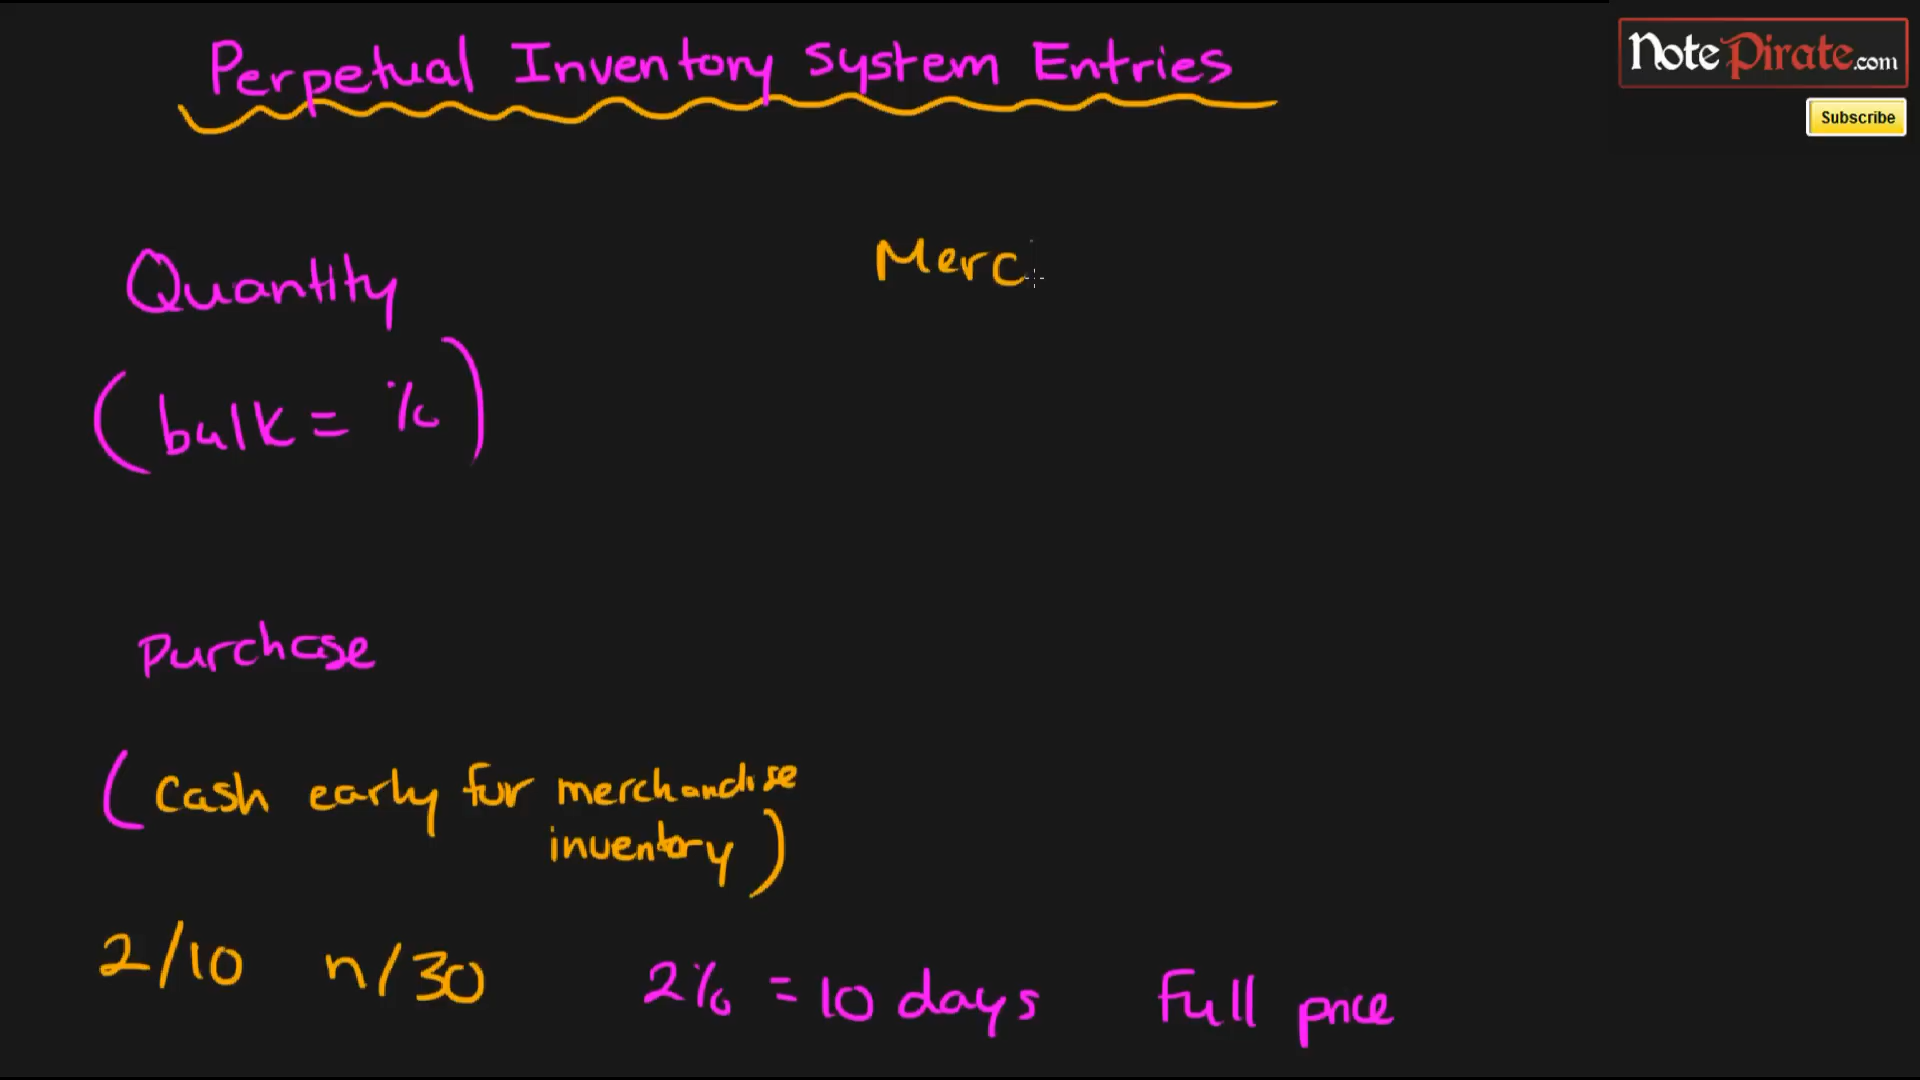 Perpetual Inventory System Entries
NotePirate.com
Subscribe
Quantity
Merc
(bulk = %)
Purchase
(Cash early for merchandise
inventory)
2/10 n/30 2% = 10 days Full price